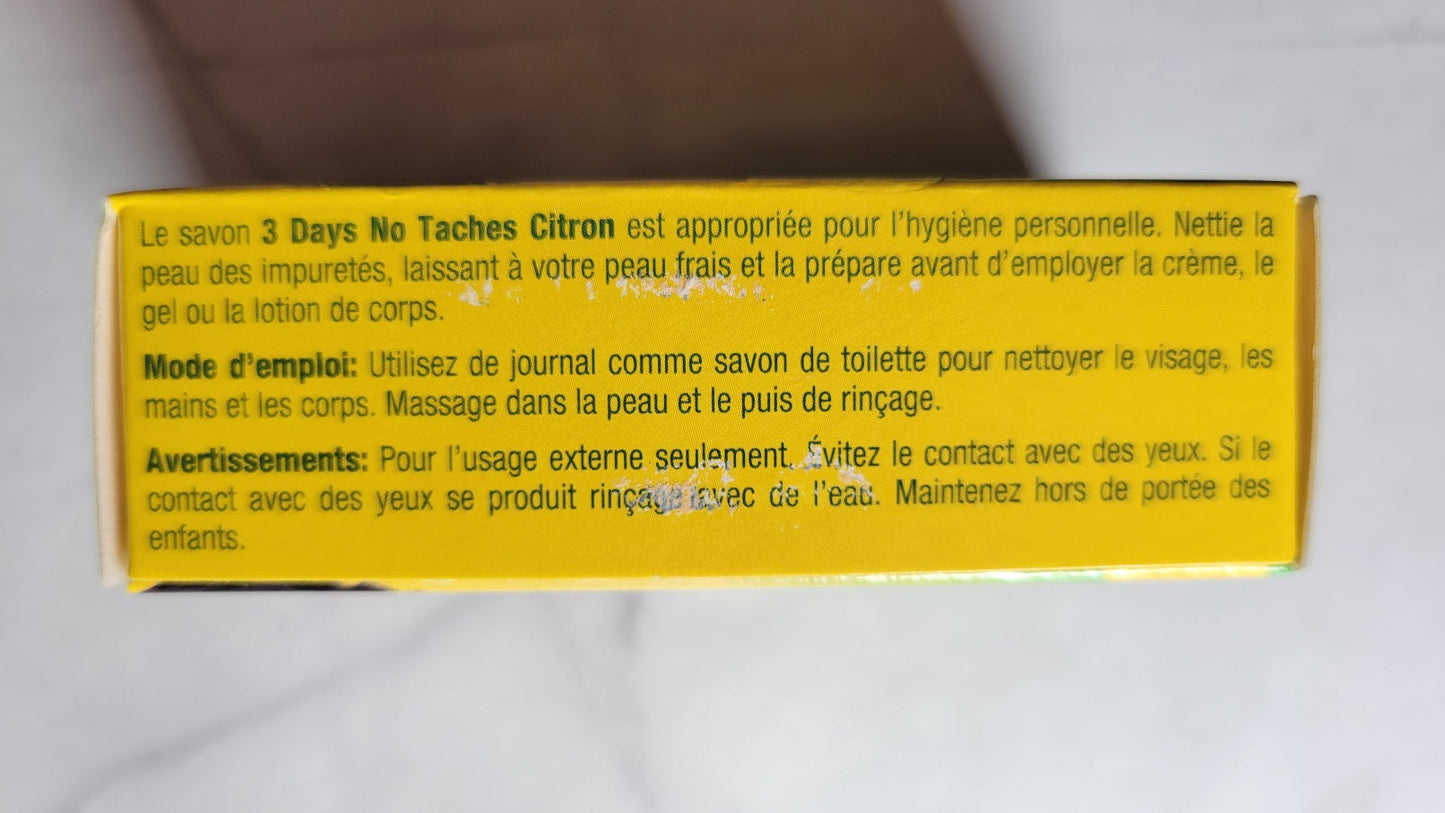 Le savon 3 Days No Taches Citron est appropriée pour l'hygiène personnelle. Nettie la
peau des impuretés, laissant à votre peau frais et la prépare avant d'employer la crème, le
gel ou la lotion de corps.
Mode d'emploi: Utilisez de journal comme savon de toilette pour nettoyer le visage, les
mains et les corps. Massage dans la peau et le puis de rinçage.
Avertissements: Pour l'usage externe seulement. Évitez le contact avec des yeux. Si le
contact avec des yeux se produit rinçage avec de l'eau. Maintenez hors de portée des
enfants.